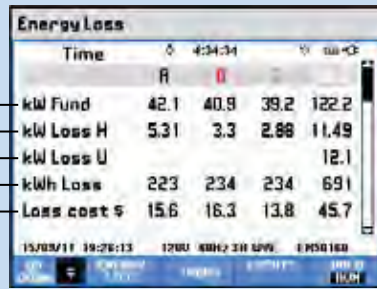 Energy Loss
Time 4:34:34
A
kW Fund 42.1 40.9 39.2 122.2
kW Loss H 5.31 3.3 2.88 11.49
kW Loss U 12.1
kWh Loss 223 234 234 691
Loss cost $ 15.6 16.3 13.8 45.7
15/03/11 19:26:13 120V 60Hz 3Ø WYE EN50160